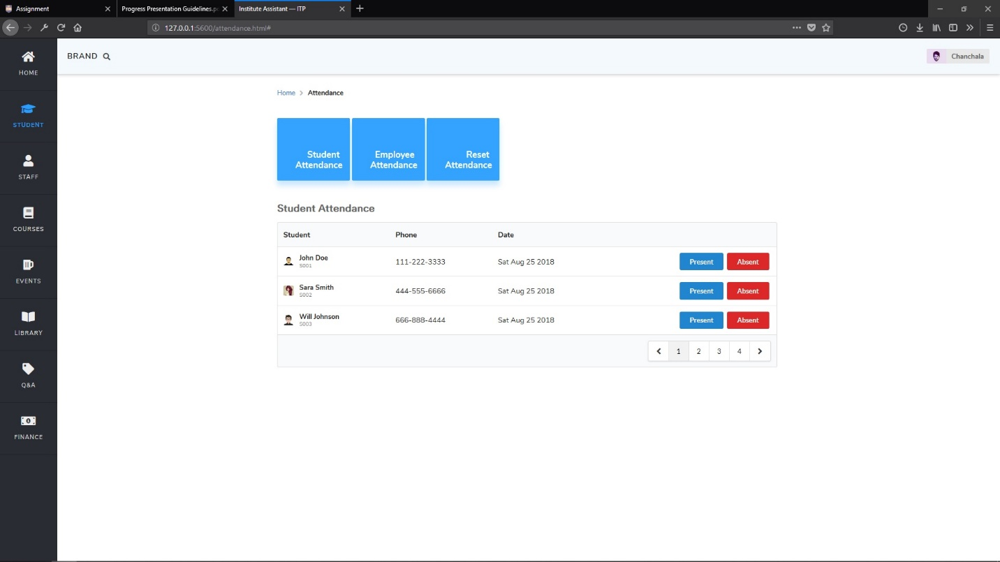 Assignment
Progress Presentation Guidelines.p
Institute Assistant — ITP
127.0.0.1:5600/attendance.html#
HOME
STUDENT
STAFF
COURSES
EVENTS
LIBRARY
Q&A
FINANCE
BRAND
Chanchala
Home > Attendance
Student
Attendance
Employee
Attendance
Reset
Attendance
Student Attendance
Student Phone Date
John Doe 111-222-3333 Sat Aug 25 2018 Present Absent
S001
Sara Smith 444-555-6666 Sat Aug 25 2018 Present Absent
S002
Will Johnson 666-888-4444 Sat Aug 25 2018 Present Absent
S003
1 2 3 4